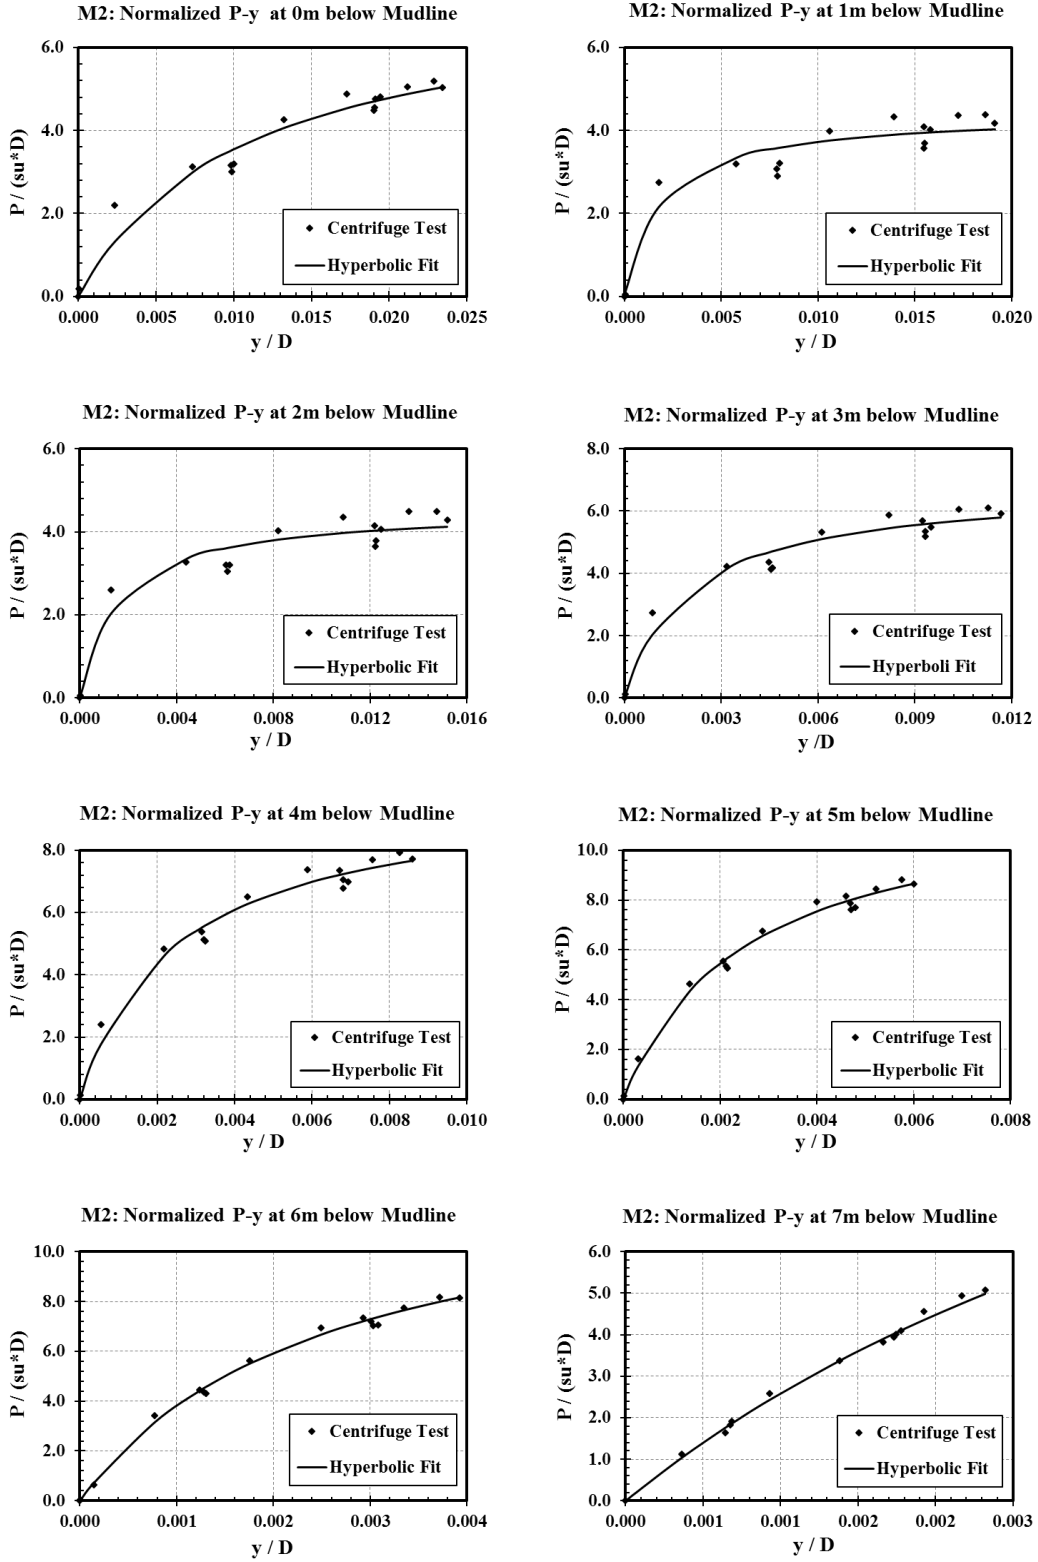 M2: Normalized P-y at 0m below Mudline
6.0
4.0
2.0
0.0
P / (su*D)
Centrifuge Test
Hyperbolic Fit
0.000 0.005 0.010 0.015 0.020 0.025
y / D
M2: Normalized P-y at 1m below Mudline
6.0
4.0
2.0
0.0
P / (su*D)
Centrifuge Test
Hyperbolic Fit
0.000 0.005 0.010 0.015 0.020
y / D
M2: Normalized P-y at 2m below Mudline
6.0
4.0
2.0
0.0
P / (su*D)
Centrifuge Test
Hyperbolic Fit
0.000 0.004 0.008 0.012 0.016
y / D
M2: Normalized P-y at 3m below Mudline
8.0
6.0
4.0
2.0
0.0
P / (su*D)
Centrifuge Test
Hyperboli Fit
0.000 0.003 0.006 0.009 0.012
y /D
M2: Normalized P-y at 4m below Mudline
8.0
6.0
4.0
2.0
0.0
P / (su*D)
Centrifuge Test
Hyperbolic Fit
0.000 0.002 0.004 0.006 0.008 0.010
y / D
M2: Normalized P-y at 5m below Mudline
10.0
8.0
6.0
4.0
2.0
0.0
P / (su*D)
Centrifuge Test
Hyperbolic Fit
0.000 0.002 0.004 0.006 0.008
y / D
M2: Normalized P-y at 6m below Mudline
10.0
8.0
6.0
4.0
2.0
0.0
P / (su*D)
Centrifuge Test
Hyperbolic Fit
0.000 0.001 0.002 0.003 0.004
y / D
M2: Normalized P-y at 7m below Mudline
6.0
5.0
4.0
3.0
2.0
1.0
0.0
P / (su*D)
Centrifuge Test
Hyperbolic Fit
0.000 0.001 0.001 0.002 0.002 0.003
y / D